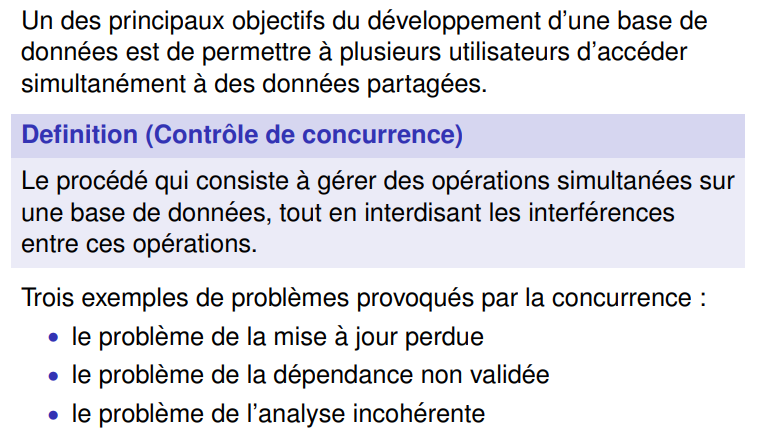 Un des principaux objectifs du développement d'une base de
données est de permettre à plusieurs utilisateurs d'accéder
simultanément à des données partagées.
Definition (Contrôle de concurrence)
Le procédé qui consiste à gérer des opérations simultanées sur
une base de données, tout en interdisant les interférences
entre ces opérations.
Trois exemples de problèmes provoqués par la concurrence :
• le problème de la mise à jour perdue
• le problème de la dépendance non validée
• le problème de l'analyse incohérente